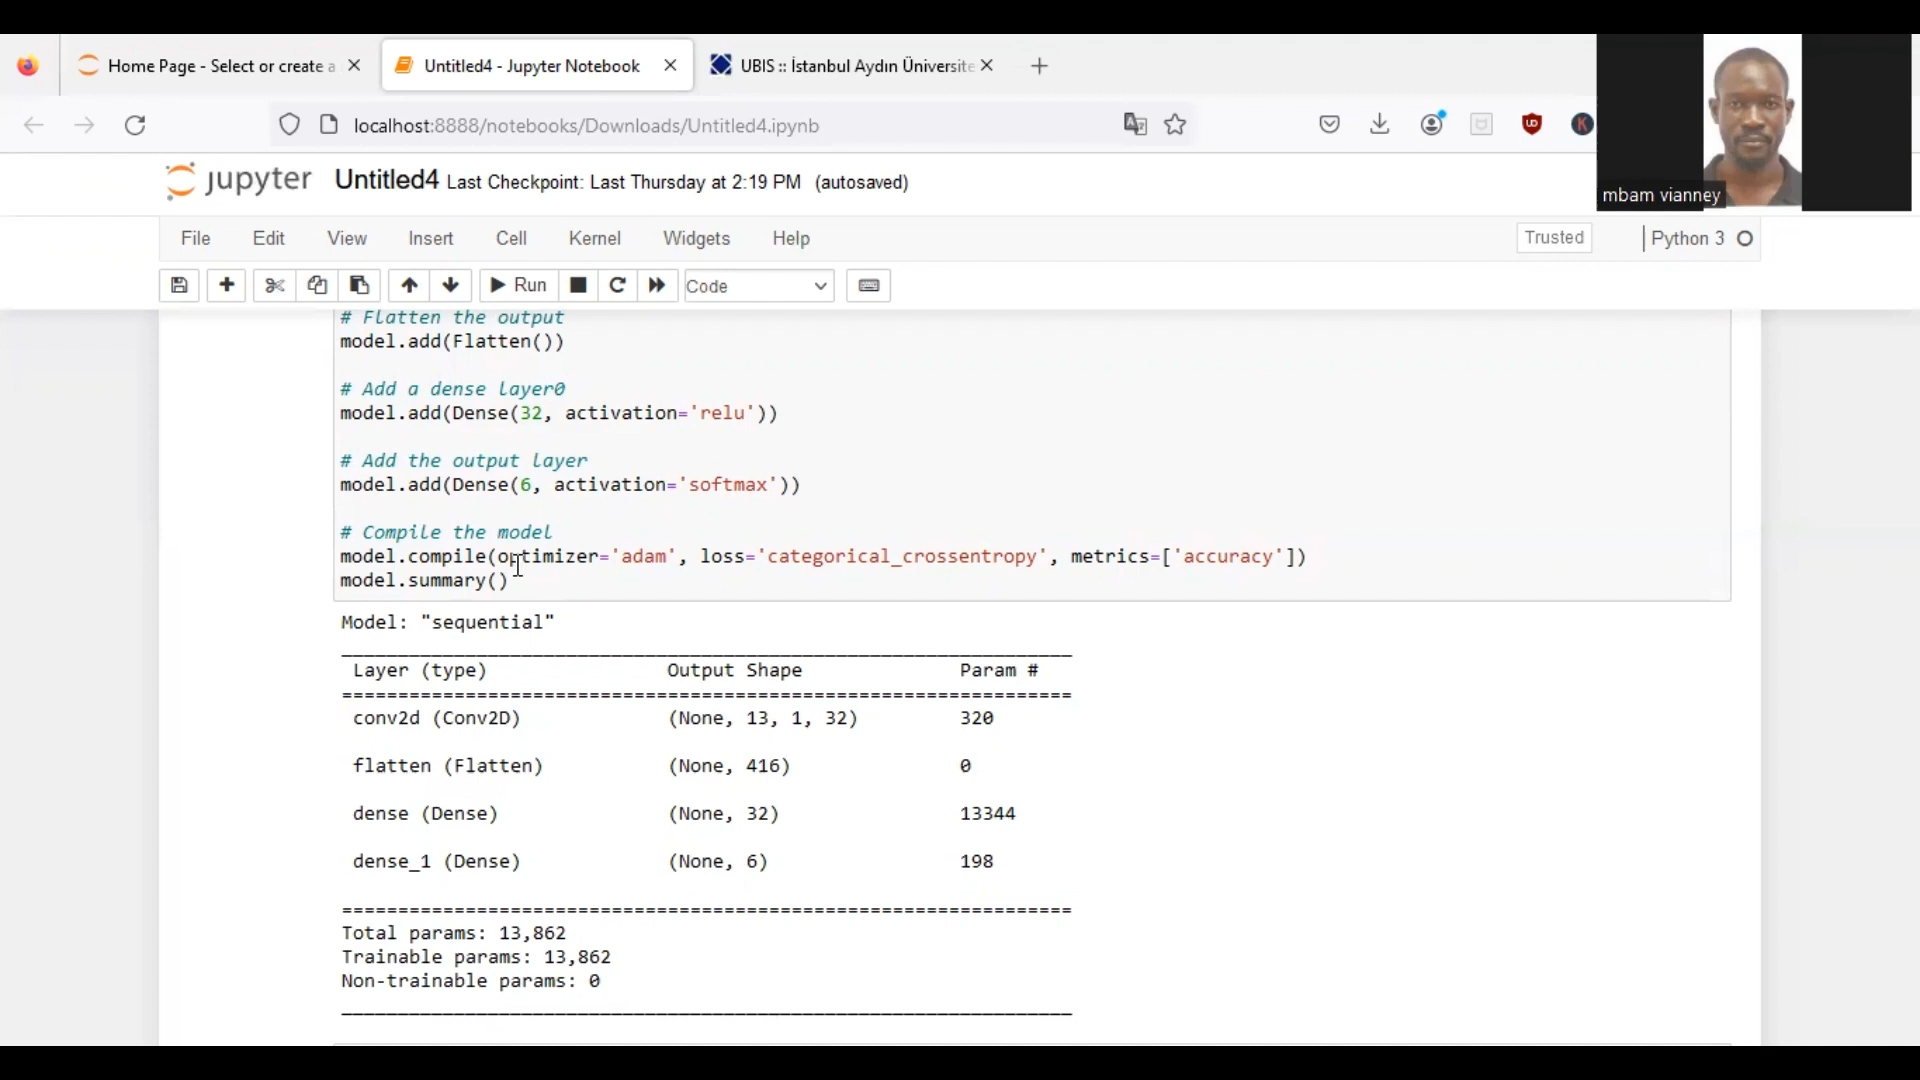 Home Page - Select or create a
Untitled4 - Jupyter Notebook
UBIS :: İstanbul Aydın Üniversite
localhost:8888/notebooks/Downloads/Untitled4.ipynb
mbam vianney
jupyter Untitled4 Last Checkpoint: Last Thursday at 2:19 PM (autosaved)
File Edit View Insert Cell Kernel Widgets Help Trusted Python 3
Run Code
# Flatten the output
model.add(Flatten())
# Add a dense layer0
model.add(Dense(32, activation='relu'))
# Add the output layer
model.add(Dense(6, activation='softmax'))
# Compile the model
model.compile(optimizer='adam', loss='categorical_crossentropy', metrics=['accuracy'])
model.summary()
Model: "sequential"
_________________________________________________________________
Layer (type) Output Shape Param #
=================================================================
conv2d (Conv2D) (None, 13, 1, 32) 320
flatten (Flatten) (None, 416) 0
dense (Dense) (None, 32) 13344
dense_1 (Dense) (None, 6) 198
=================================================================
Total params: 13,862
Trainable params: 13,862
Non-trainable params: 0
_________________________________________________________________